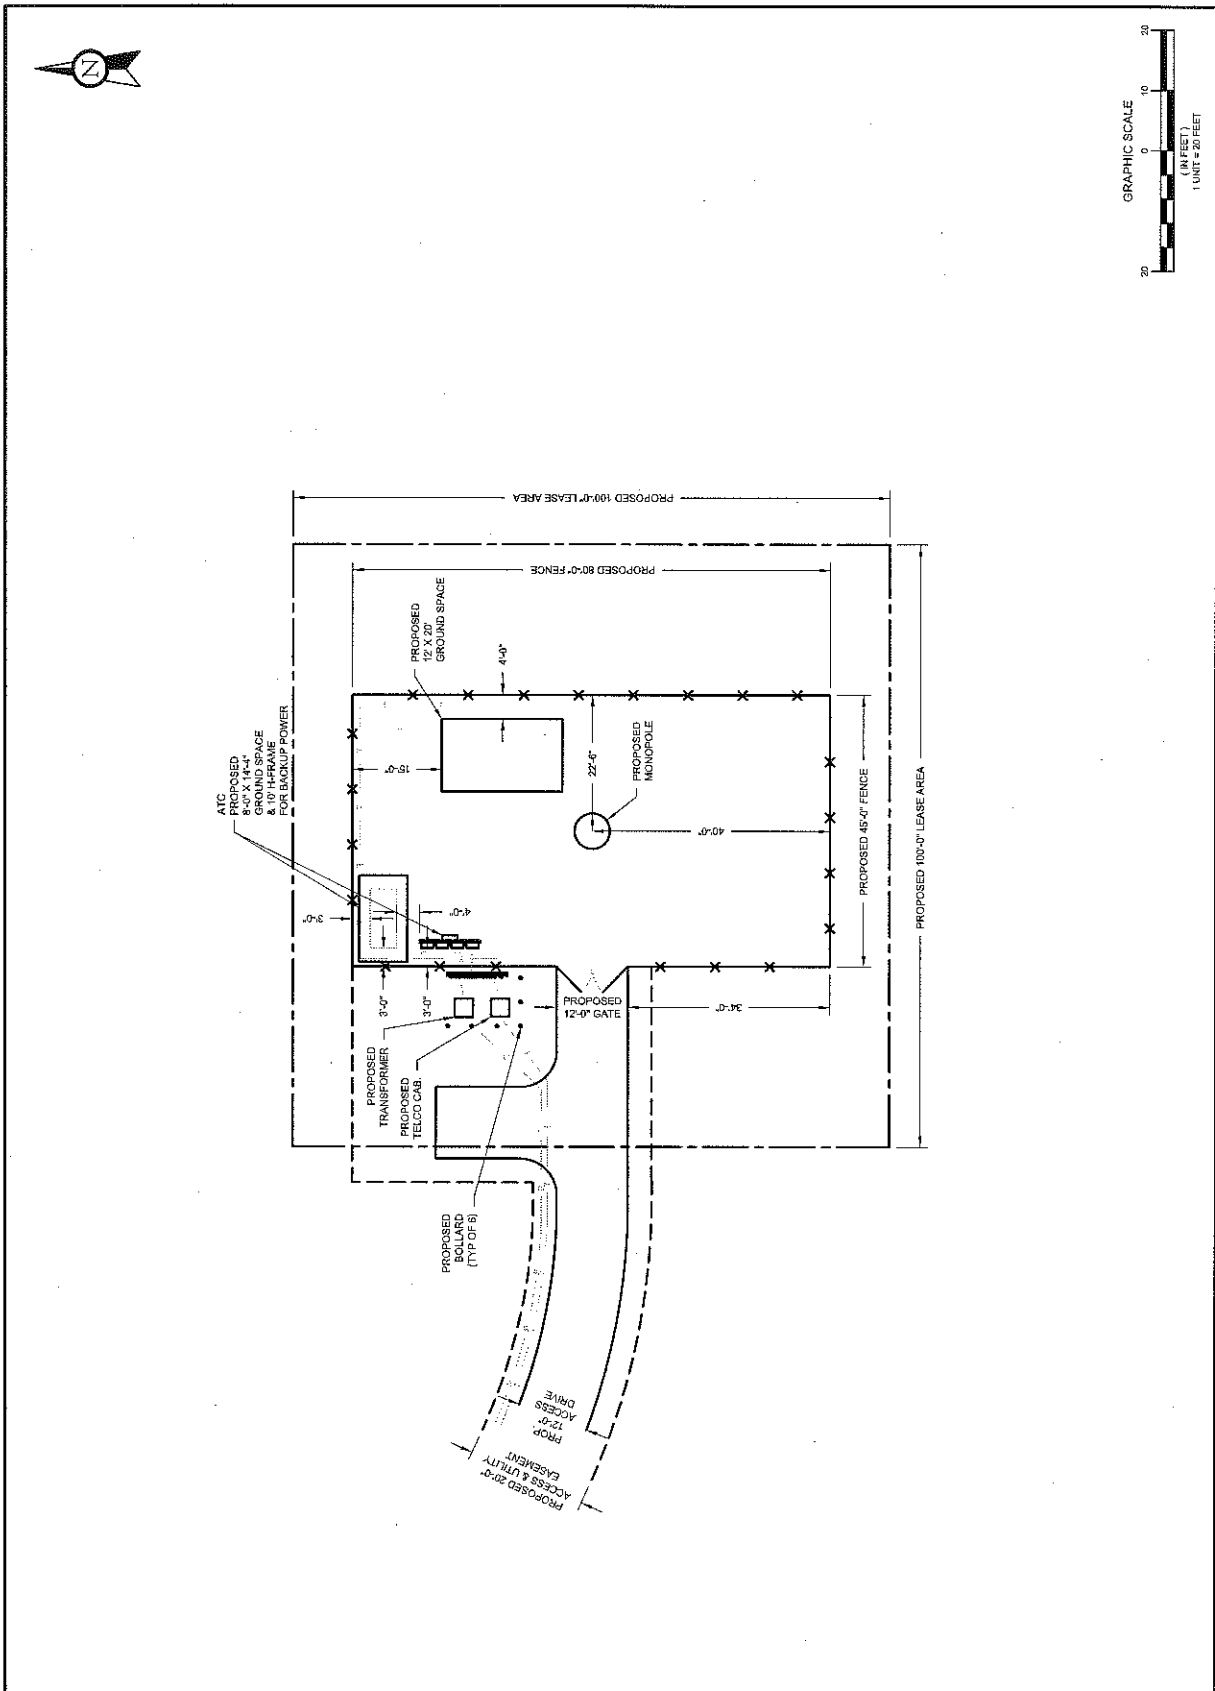 N
GRAPHIC SCALE
20
0
10
20
( IN FEET )
1 UNIT = 20 FEET
PROPOSED 100'-0" LEASE AREA
PROPOSED 80'-0" FENCE
ATC
PROPOSED
8'-0" X 14'-4"
GROUND SPACE
& 10' H-FRAME
FOR BACKUP POWER
PROPOSED
12' X 20'
GROUND SPACE
4'-0"
15'-0"
22'-6"
PROPOSED
MONOPOLE
40'-0"
3'-0"
4'-0"
3'-0"
3'-0"
PROPOSED
12'-0" GATE
34'-0"
PROPOSED 45'-0" FENCE
PROPOSED 100'-0" LEASE AREA
PROPOSED
TRANSFORMER
PROPOSED
TELCO CAB.
PROPOSED
BOLLARD
(TYP OF 6)
PROP.
12'-0"
ACCESS
DRIVE
PROPOSED 20'-0"
ACCESS & UTILITY
EASEMENT